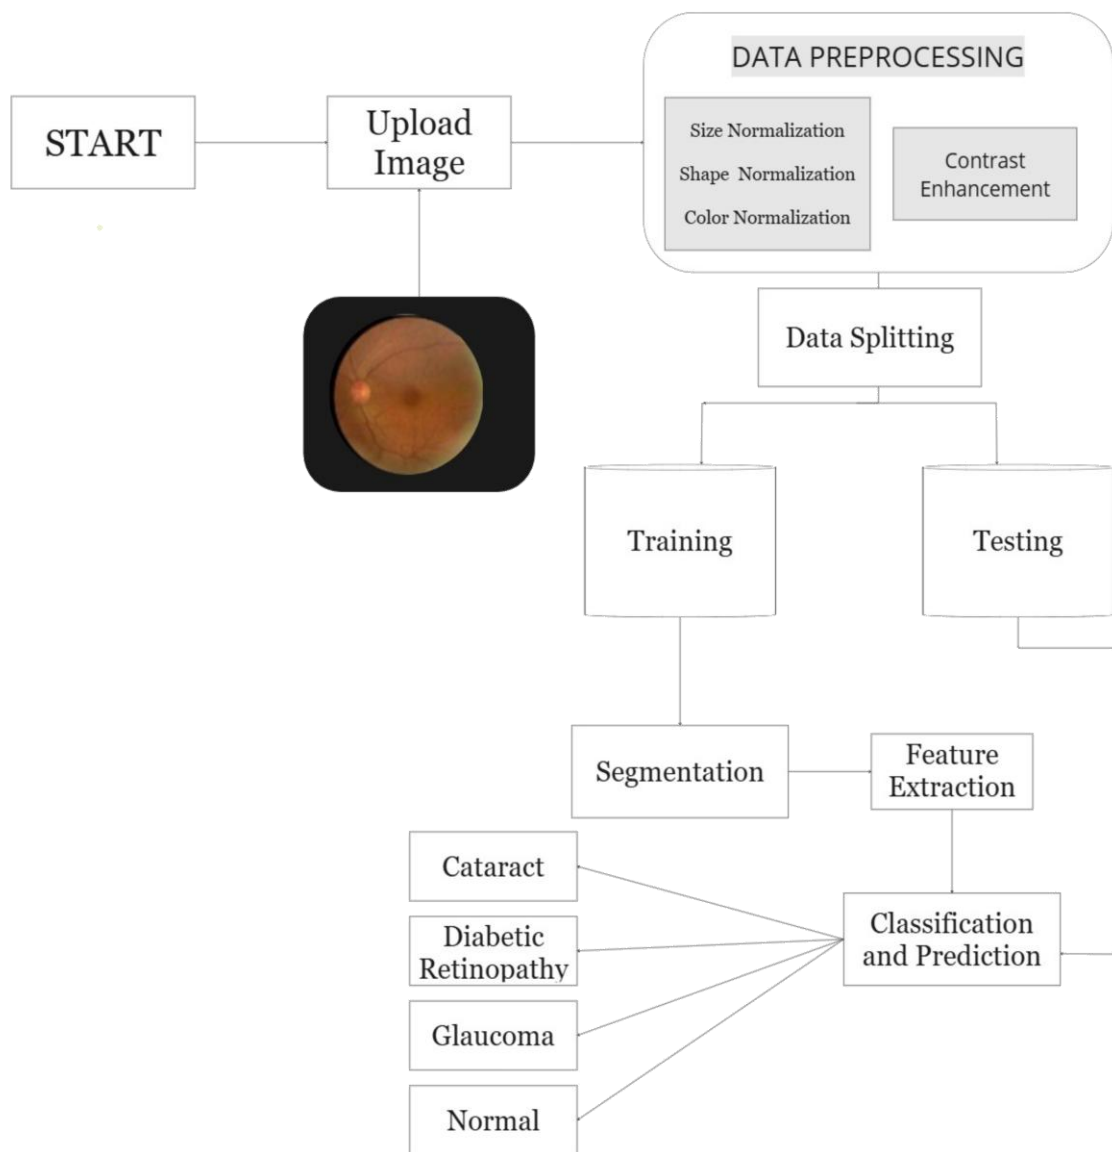 START
Upload
Image
DATA PREPROCESSING
Size Normalization
Shape Normalization
Color Normalization
Contrast
Enhancement
Data Splitting
Training
Testing
Segmentation
Feature
Extraction
Cataract
Diabetic
Retinopathy
Glaucoma
Normal
Classification
and Prediction